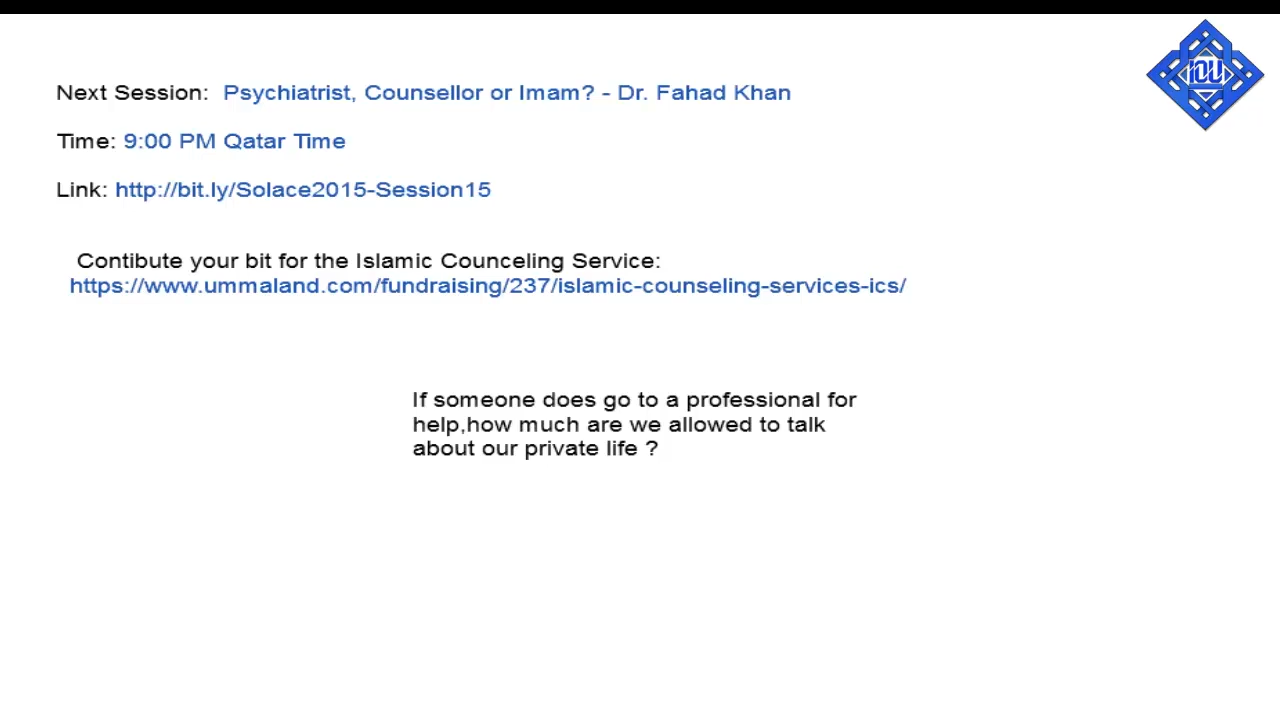 Next Session: Psychiatrist, Counsellor or Imam? - Dr. Fahad Khan
Time: 9:00 PM Qatar Time
Link: http://bit.ly/Solace2015-Session15
Contibute your bit for the Islamic Counceling Service:
https://www.ummaland.com/fundraising/237/islamic-counseling-services-ics/
If someone does go to a professional for
help,how much are we allowed to talk
about our private life ?